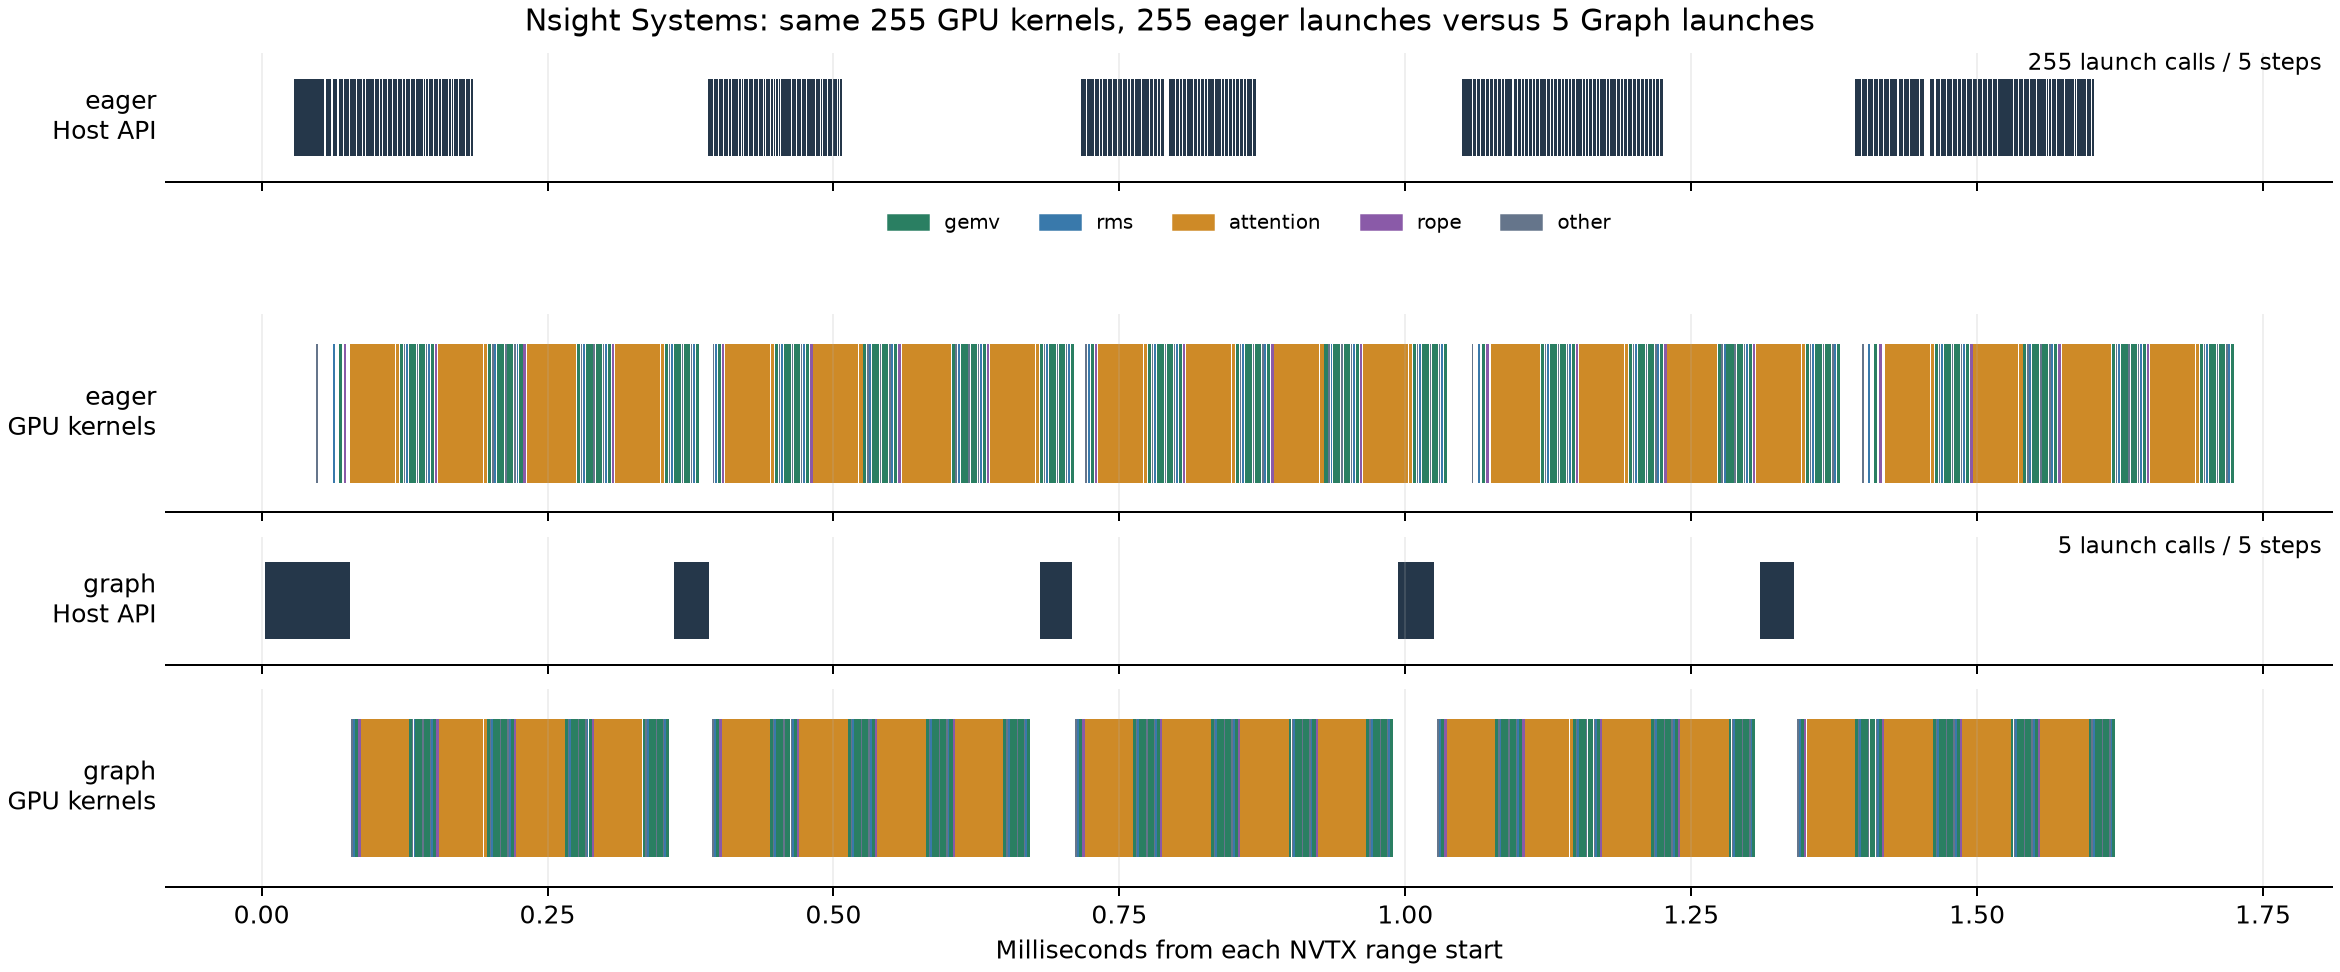 Nsight Systems: same 255 GPU kernels, 255 eager launches versus 5 Graph launches
255 launch calls / 5 steps
eager
Host API
gemv rms attention rope other
eager
GPU kernels
5 launch calls / 5 steps
graph
Host API
graph
GPU kernels
0.00 0.25 0.50 0.75 1.00 1.25 1.50 1.75
Milliseconds from each NVTX range start